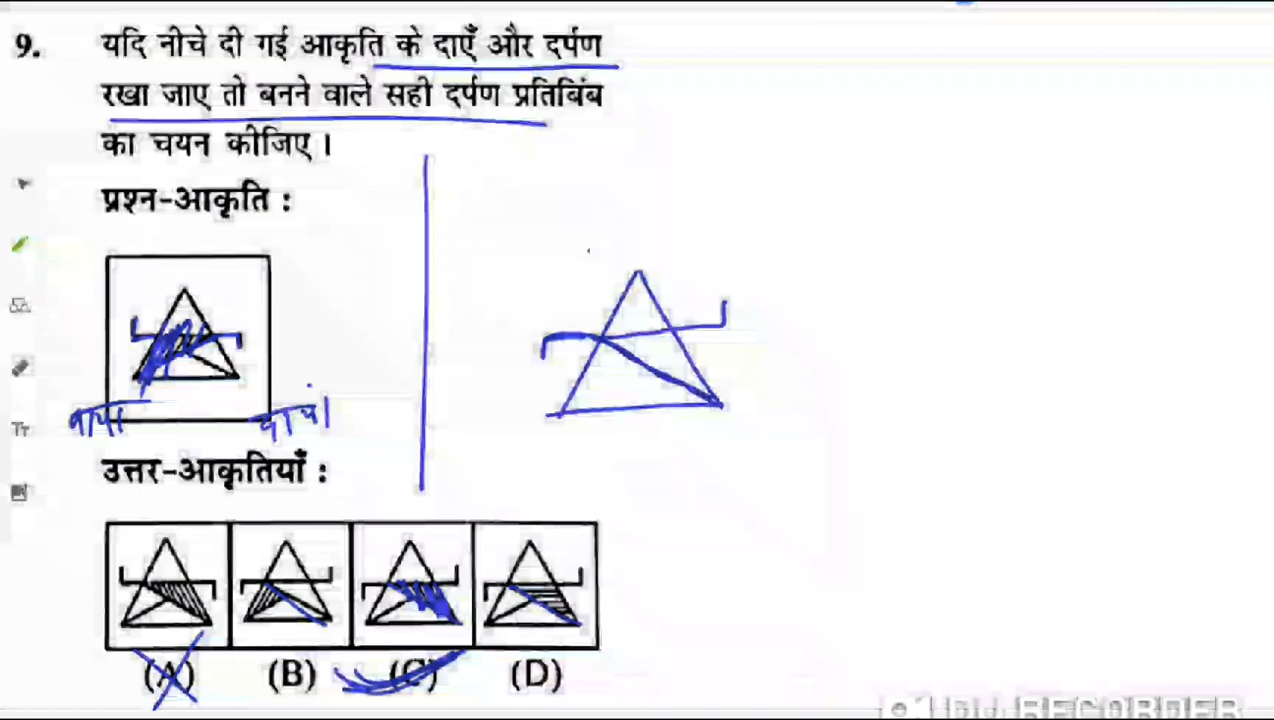 9. यदि नीचे दी गई आकृति के दाएँ और दर्पण
रखा जाए तो बनने वाले सही दर्पण प्रतिबिंब
का चयन कीजिए।
प्रश्न-आकृति :
उत्तर-आकृतियाँ :
(A) (B) (C) (D)